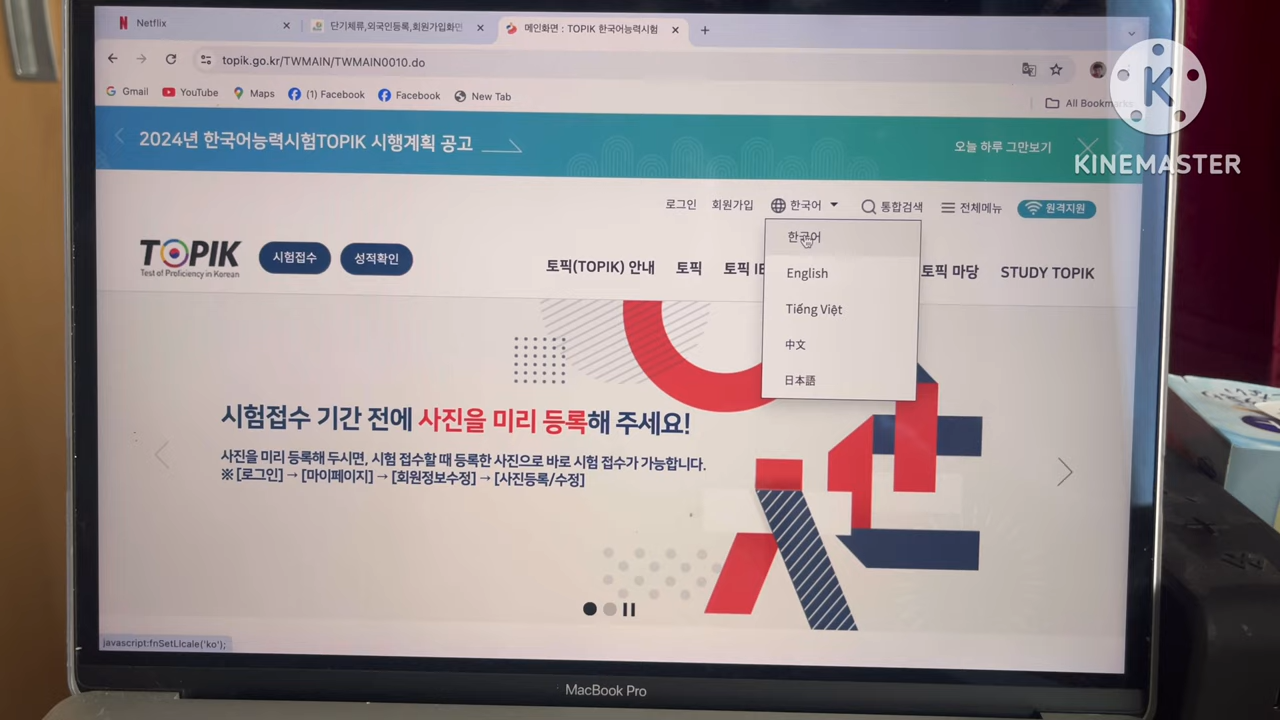 Netflix
단기체류,외국인등록,회원가입화면
메인화면 : TOPIK 한국어능력시험
topik.go.kr/TWMAIN/TWMAIN0010.do
Gmail
YouTube
Maps
(1) Facebook
Facebook
New Tab
All Bookmarks
K
KINEMASTER
2024년 한국어능력시험TOPIK 시행계획 공고
오늘 하루 그만보기
로그인
회원가입
한국어
통합검색
전체메뉴
원격지원
TOPIK
Test of Proficiency in Korean
시험접수
성적확인
토픽(TOPIK) 안내
토픽
토픽 IB
토픽 마당
STUDY TOPIK
한국어
English
Tiếng Việt
中文
日本語
시험접수 기간 전에 사진을 미리 등록해 주세요!
사진을 미리 등록해 두시면, 시험 접수할 때 등록한 사진으로 바로 시험 접수가 가능합니다.
※ [로그인] → [마이페이지] → [회원정보수정] → [사진등록/수정]
javascript:fnSetLlcale('ko');
MacBook Pro